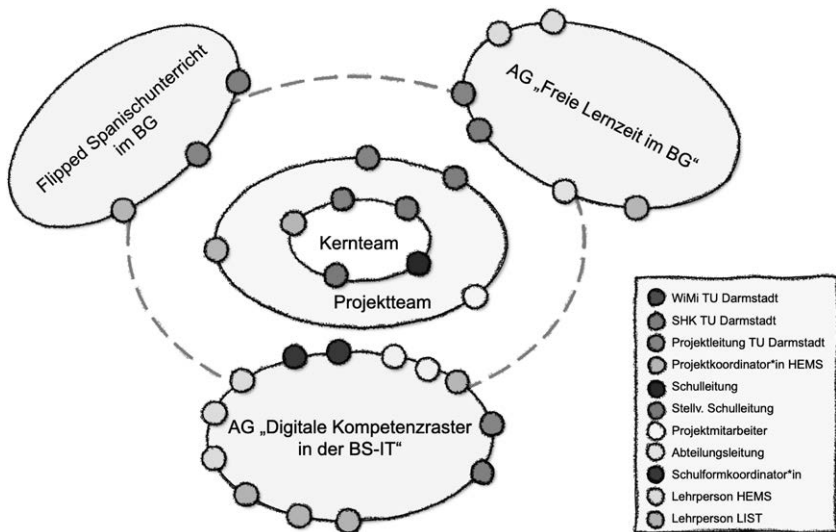 Flipped Spanischunterricht
im BG
AG „Freie Lernzeit im BG“
Kernteam
Projektteam
AG „Digitale Kompetenzraster
in der BS-IT“
WiMi TU Darmstadt
SHK TU Darmstadt
Projektleitung TU Darmstadt
Projektkoordinator*in HEMS
Schulleitung
Stellv. Schulleitung
Projektmitarbeiter
Abteilungsleitung
Schulformkoordinator*in
Lehrperson HEMS
Lehrperson LIST